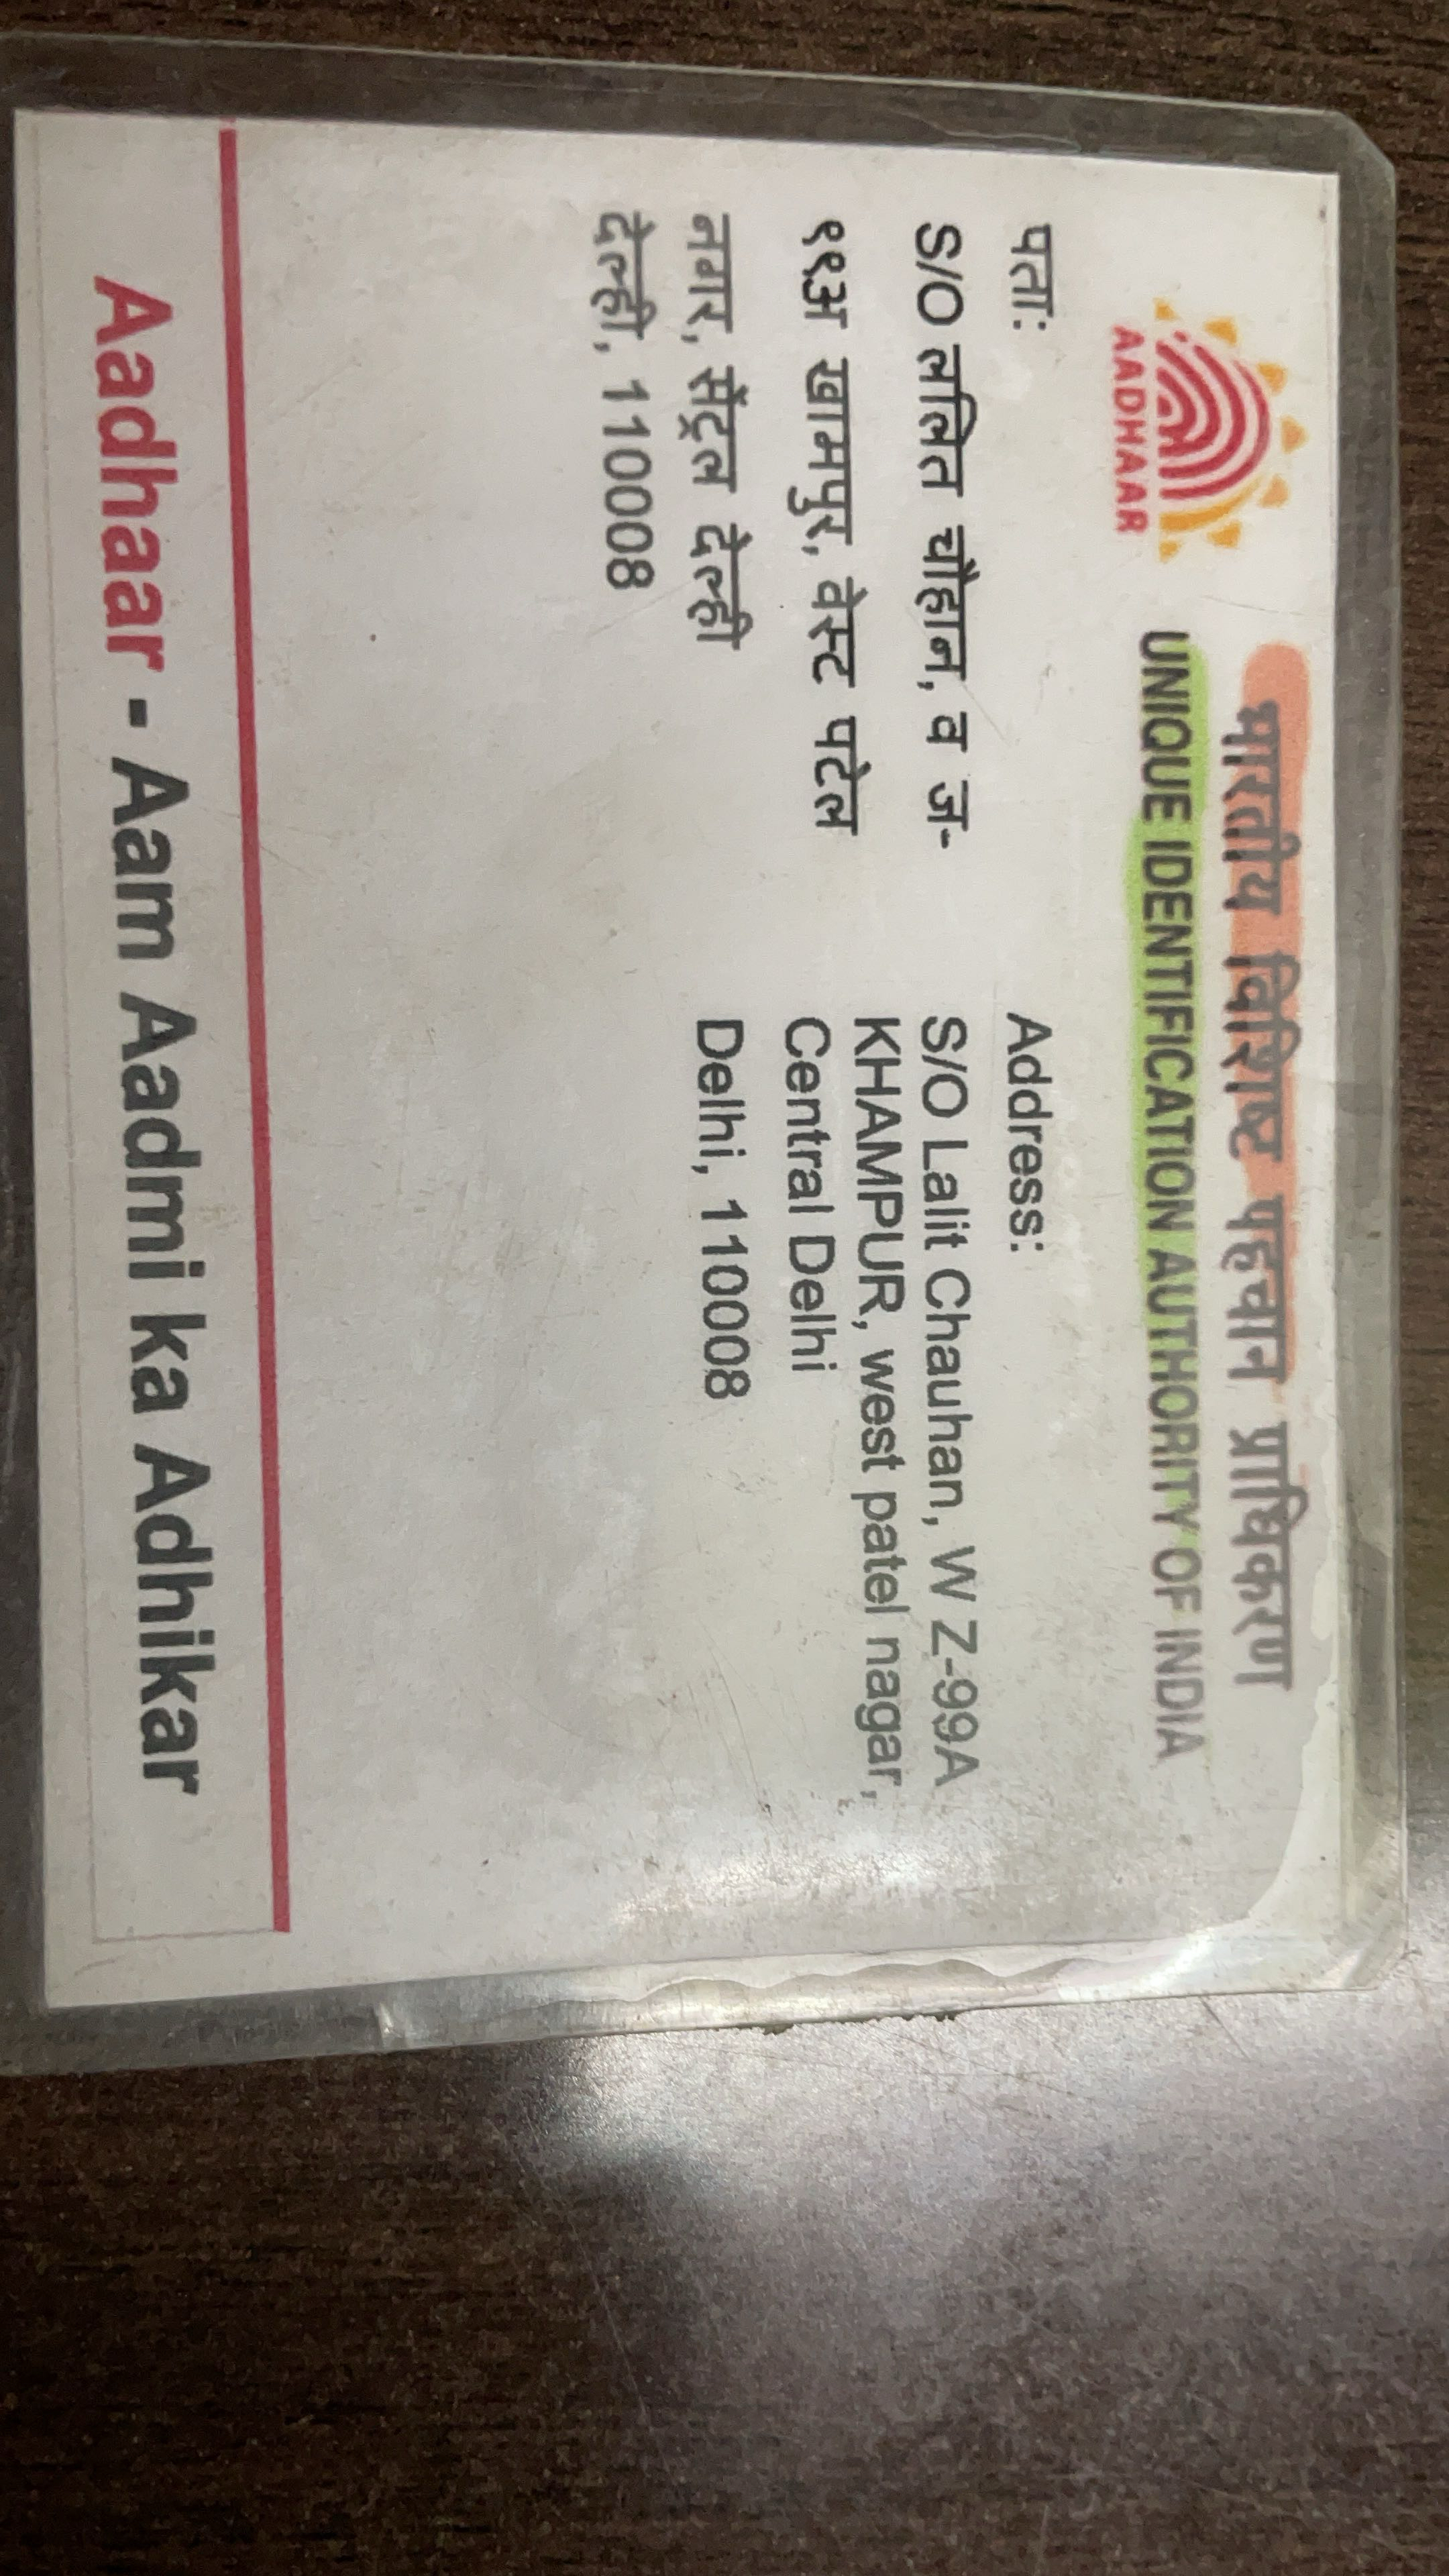 भारतीय विशिष्ट पहचान प्राधिकरण
UNIQUE IDENTIFICATION AUTHORITY OF INDIA
AADHAAR
पता:
S/O ललित चौहान, व ज-
९९अ खामपुर, वेस्ट पटेल
नगर, सेंट्रल देल्ही
देल्ही, 110008
Address:
S/O Lalit Chauhan, W Z-99A
KHAMPUR, west patel nagar,
Central Delhi
Delhi, 110008
Aadhaar - Aam Aadmi ka Adhikar